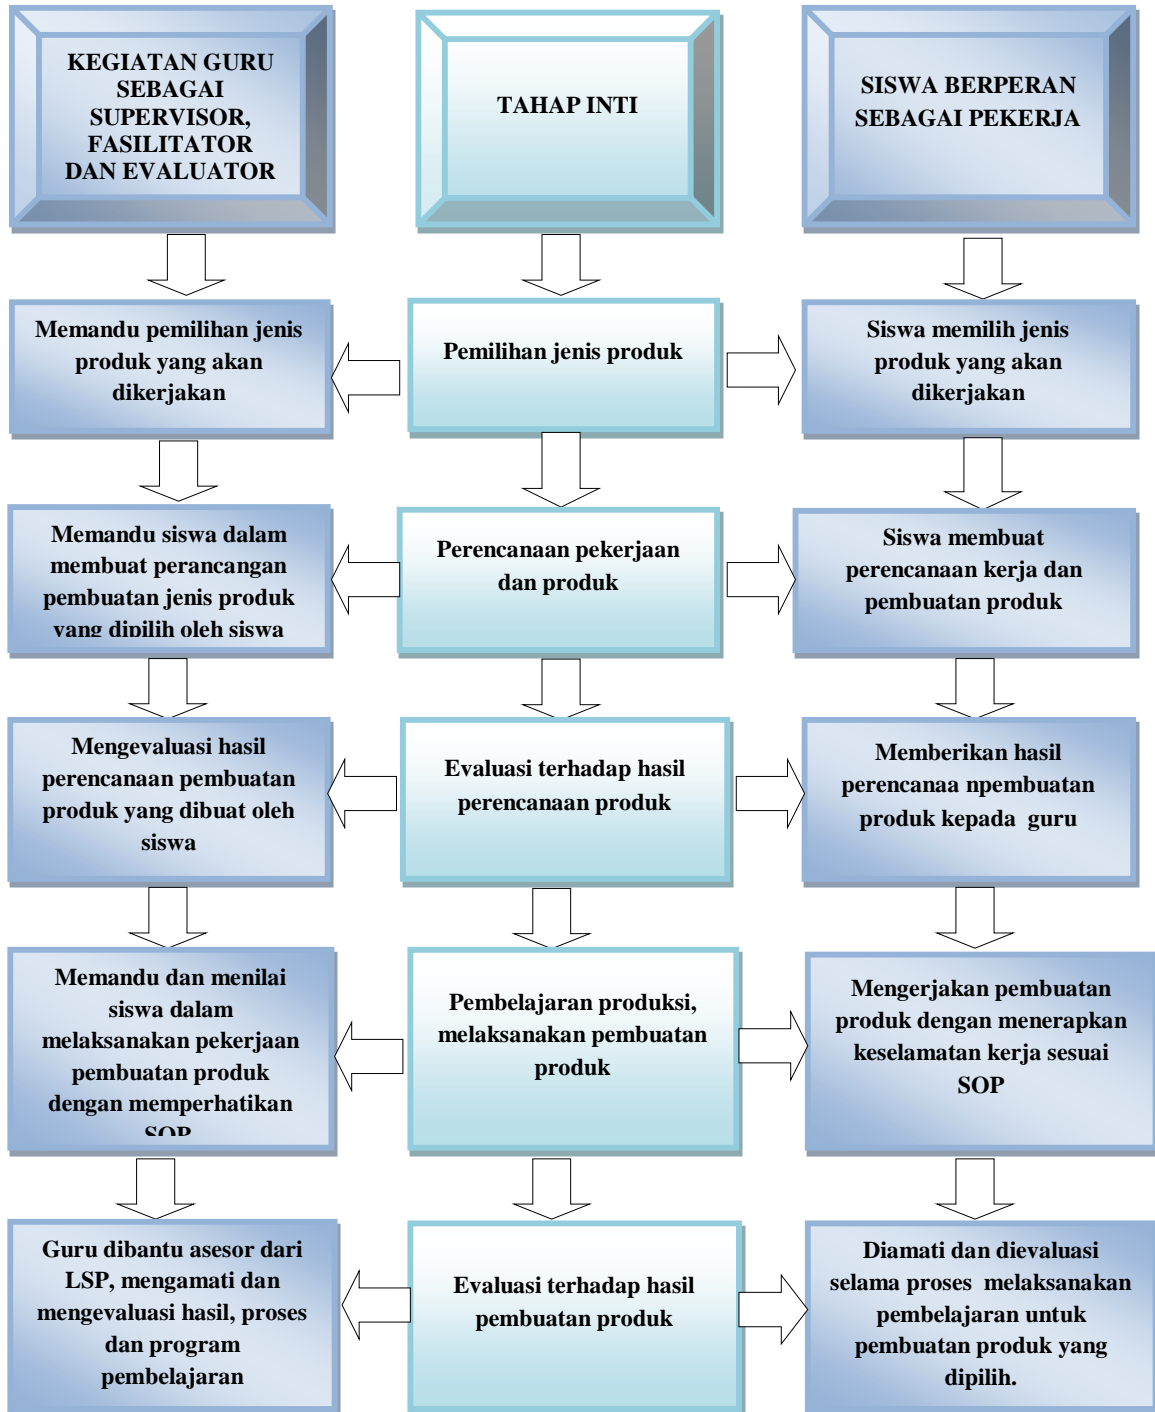 KEGIATAN GURU
SEBAGAI
SUPERVISOR,
FASILITATOR
DAN EVALUATOR
TAHAP INTI
SISWA BERPERAN
SEBAGAI PEKERJA
Memandu pemilihan jenis
produk yang akan
dikerjakan
Pemilihan jenis produk
Siswa memilih jenis
produk yang akan
dikerjakan
Memandu siswa dalam
membuat perancangan
pembuatan jenis produk
yang dipilih oleh siswa
Perencanaan pekerjaan
dan produk
Siswa membuat
perencanaan kerja dan
pembuatan produk
Mengevaluasi hasil
perencanaan pembuatan
produk yang dibuat oleh
siswa
Evaluasi terhadap hasil
perencanaan produk
Memberikan hasil
perencanaa npembuatan
produk kepada guru
Memandu dan menilai
siswa dalam
melaksanakan pekerjaan
pembuatan produk
dengan memperhatikan
SOP
Pembelajaran produksi,
melaksanakan pembuatan
produk
Mengerjakan pembuatan
produk dengan menerapkan
keselamatan kerja sesuai
SOP
Guru dibantu asesor dari
LSP, mengamati dan
mengevaluasi hasil, proses
dan program
pembelajaran
Evaluasi terhadap hasil
pembuatan produk
Diamati dan dievaluasi
selama proses melaksanakan
pembelajaran untuk
pembuatan produk yang
dipilih.